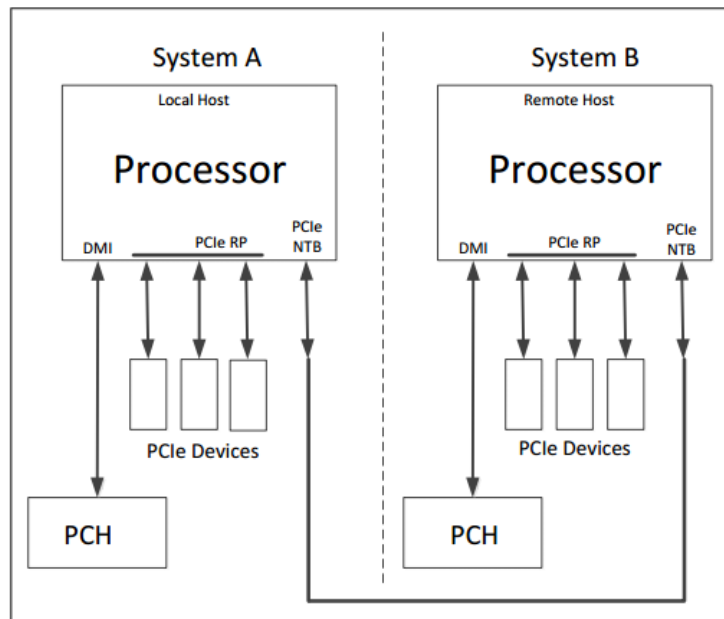 System A
Local Host
Processor
DMI
PCIe RP
PCIe
NTB
PCIe Devices
PCH
System B
Remote Host
Processor
DMI
PCIe RP
PCIe
NTB
PCIe Devices
PCH